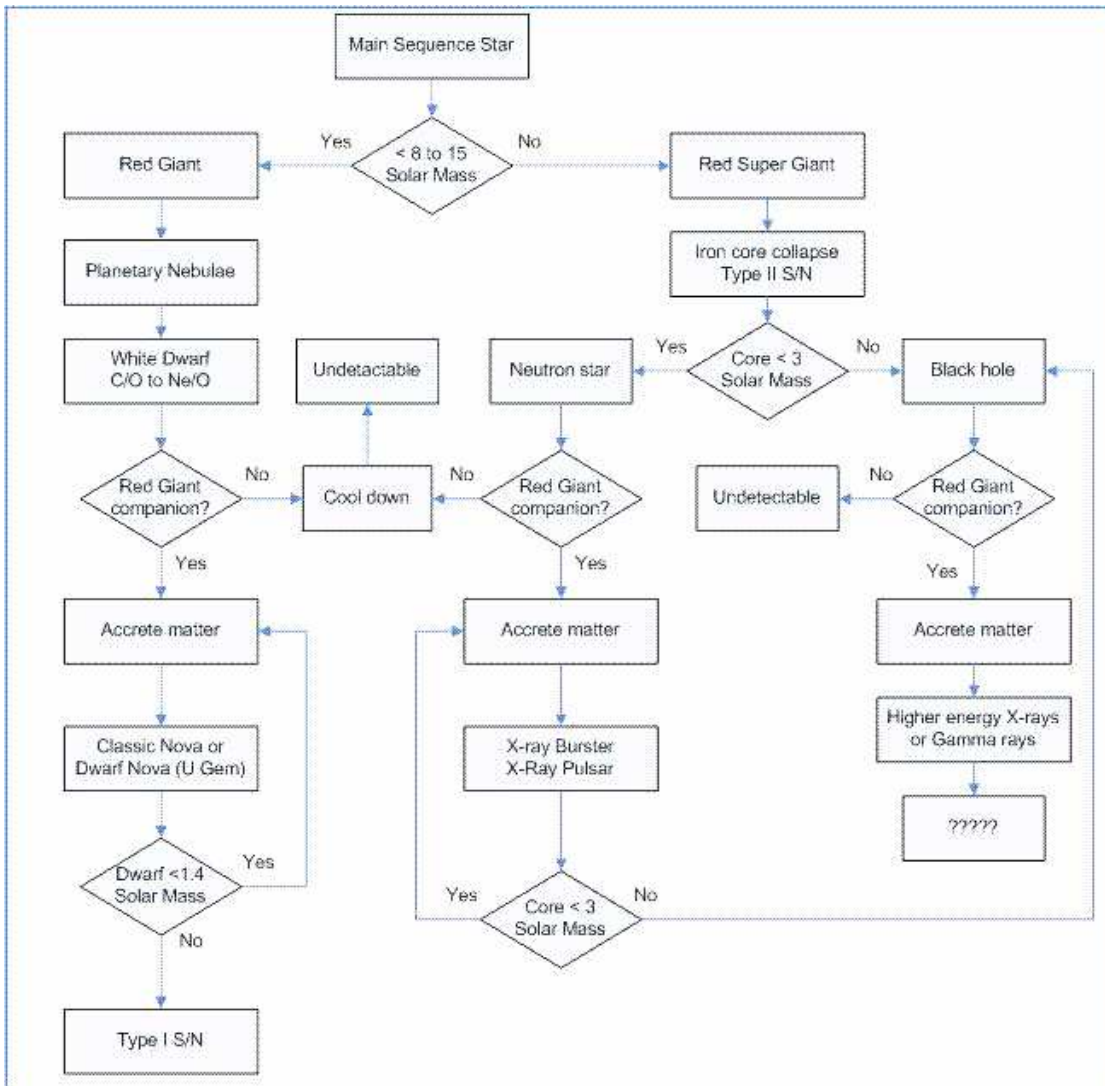 Main Sequence Star
Yes
< 8 to 15
Solar Mass
No
Red Giant
Red Super Giant
Planetary Nebulae
Iron core collapse
Type II S/N
White Dwarf
C/O to Ne/O
Undetactable
Neutron star
Yes
Core < 3
Solar Mass
No
Black hole
Red Giant
companion?
No
Cool down
No
Red Giant
companion?
Undetectable
No
Red Giant
companion?
Yes
Yes
Yes
Accrete matter
Accrete matter
Accrete matter
Classic Nova or
Dwarf Nova (U Gem)
X-ray Burster
X-Ray Pulsar
Higher energy X-rays
or Gamma rays
?????
Dwarf <1.4
Solar Mass
Yes
No
Yes
Core < 3
Solar Mass
No
Type I S/N